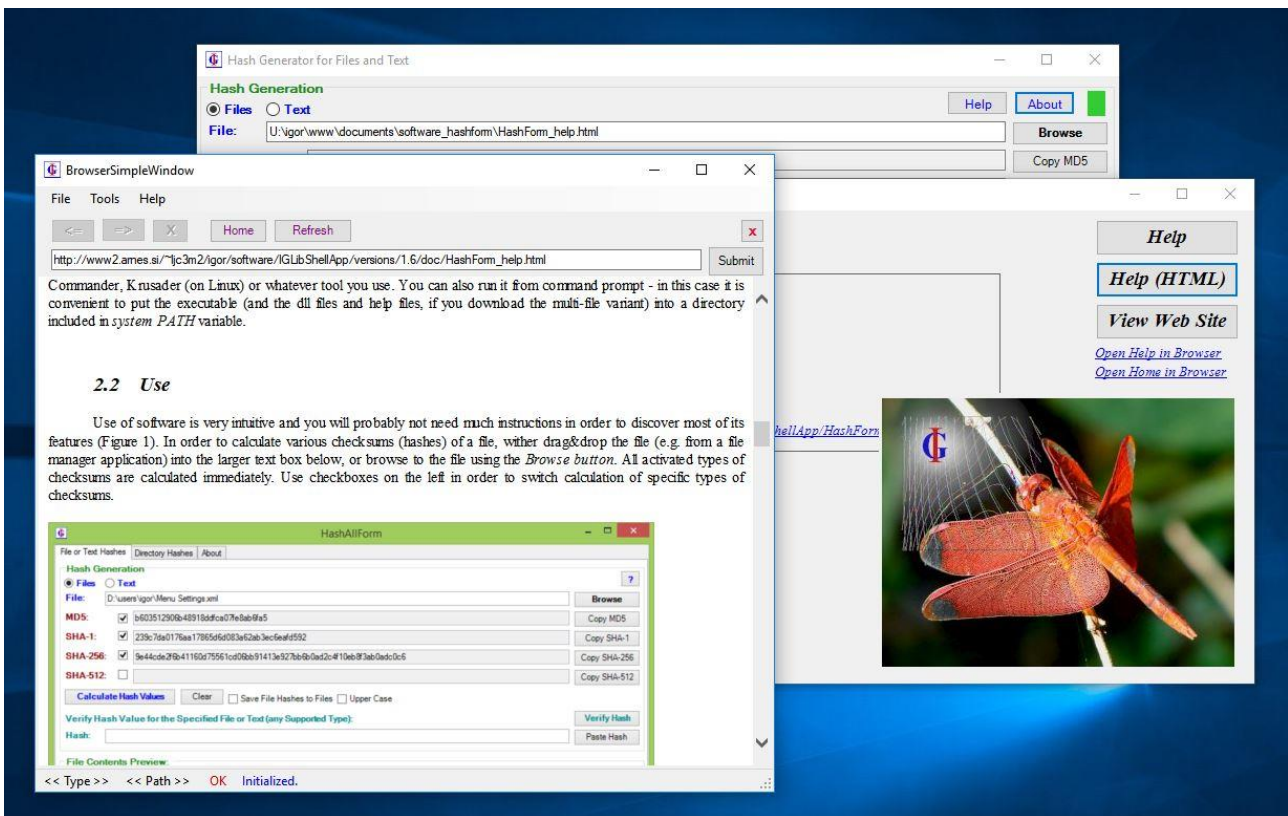 Hash Generator for Files and Text
Hash Generation
Files Text
Help About
File: U:\igor\www\documents\software_hashform\HashForm_help.html Browse
Copy MD5
BrowserSimpleWindow
File Tools Help
<= => X Home Refresh x
http://www2.arnes.si/~ljc3m2/igor/software/IGLibShellApp/versions/1.6/doc/HashForm_help.html Submit
Commander, Krusader (on Linux) or whatever tool you use. You can also run it from command prompt - in this case it is
convenient to put the executable (and the dll files and help files, if you download the multi-file variant) into a directory
included in system PATH variable.
2.2 Use
Use of software is very intuitive and you will probably not need much instructions in order to discover most of its
features (Figure 1). In order to calculate various checksums (hashes) of a file, wither drag&drop the file (e.g. from a file
manager application) into the larger text box below, or browse to the file using the Browse button. All activated types of
checksums are calculated immediately. Use checkboxes on the left in order to switch calculation of specific types of
checksums.
HashAllForm
File or Text Hashes Directory Hashes About
Hash Generation
Files Text ?
File: D:\users\igor\Menu Settings.xml Browse
MD5: Copy MD5
SHA-1: Copy SHA-1
SHA-256: Copy SHA-256
SHA-512: Copy SHA-512
Calculate Hash Values Clear Save File Hashes to Files Upper Case
Verify Hash Value for the Specified File or Text (any Supported Type): Verify Hash
Hash: Paste Hash
File Contents Preview:
<< Type >> << Path >> OK Initialized.
Help
Help (HTML)
View Web Site
Open Help in Browser
Open Home in Browser
hellApp/HashForm